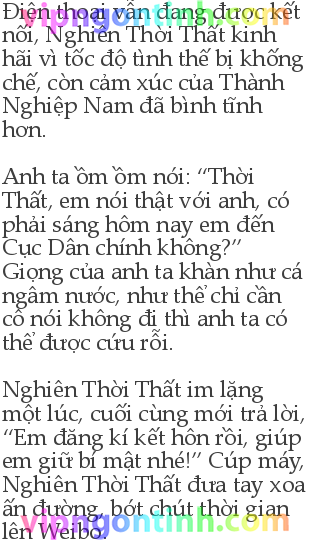 vipngontinh.com
Điện thoại vẫn đang được kết
nối, Nghiên Thời Thất kinh
hãi vì tốc độ tình thế bị khống
chế, còn cảm xúc của Thành
Nghiệp Nam đã bình tĩnh
hơn.
Anh ta ồm ồm nói: “Thời
Thất, em nói thật với anh, có
phải sáng hôm nay em đến
Cục Dân chính không?”
Giọng của anh ta khàn như cá
ngâm nước, như thể chỉ cần
cô nói không đi thì anh ta có
thể được cứu rỗi.
Nghiên Thời Thất im lặng
một lúc, cuối cùng mới trả lời,
“Em đăng kí kết hôn rồi, giúp
em giữ bí mật nhé!” Cúp máy,
Nghiên Thời Thất đưa tay xoa
ấn đường, bớt chút thời gian
lên Weibo.
vipngontinh.com